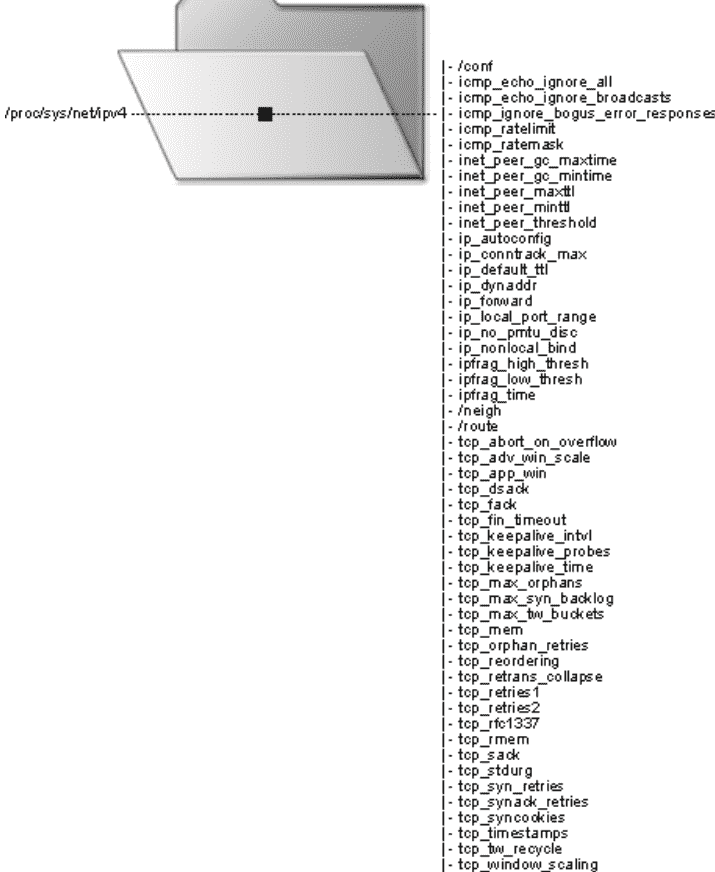 /proc/sys/net/ipv4
|- /conf
|- icmp_echo_ignore_all
|- icmp_echo_ignore_broadcasts
|- icmp_ignore_bogus_error_responses
|- icmp_ratelimit
|- icmp_ratemask
|- inet_peer_gc_maxtime
|- inet_peer_gc_mintime
|- inet_peer_maxttl
|- inet_peer_minttl
|- inet_peer_threshold
|- ip_autoconfig
|- ip_conntrack_max
|- ip_default_ttl
|- ip_dynaddr
|- ip_forward
|- ip_local_port_range
|- ip_no_pmtu_disc
|- ip_nonlocal_bind
|- ipfrag_high_thresh
|- ipfrag_low_thresh
|- ipfrag_time
|- /neigh
|- /route
|- tcp_abort_on_overflow
|- tcp_adv_win_scale
|- tcp_app_win
|- tcp_dsack
|- tcp_fack
|- tcp_fin_timeout
|- tcp_keepalive_intvl
|- tcp_keepalive_probes
|- tcp_keepalive_time
|- tcp_max_orphans
|- tcp_max_syn_backlog
|- tcp_max_tw_buckets
|- tcp_mem
|- tcp_orphan_retries
|- tcp_reordering
|- tcp_retrans_collapse
|- tcp_retries1
|- tcp_retries2
|- tcp_rfc1337
|- tcp_rmem
|- tcp_sack
|- tcp_stdurg
|- tcp_syn_retries
|- tcp_synack_retries
|- tcp_syncookies
|- tcp_timestamps
|- tcp_tw_recycle
|- tcp_window_scaling